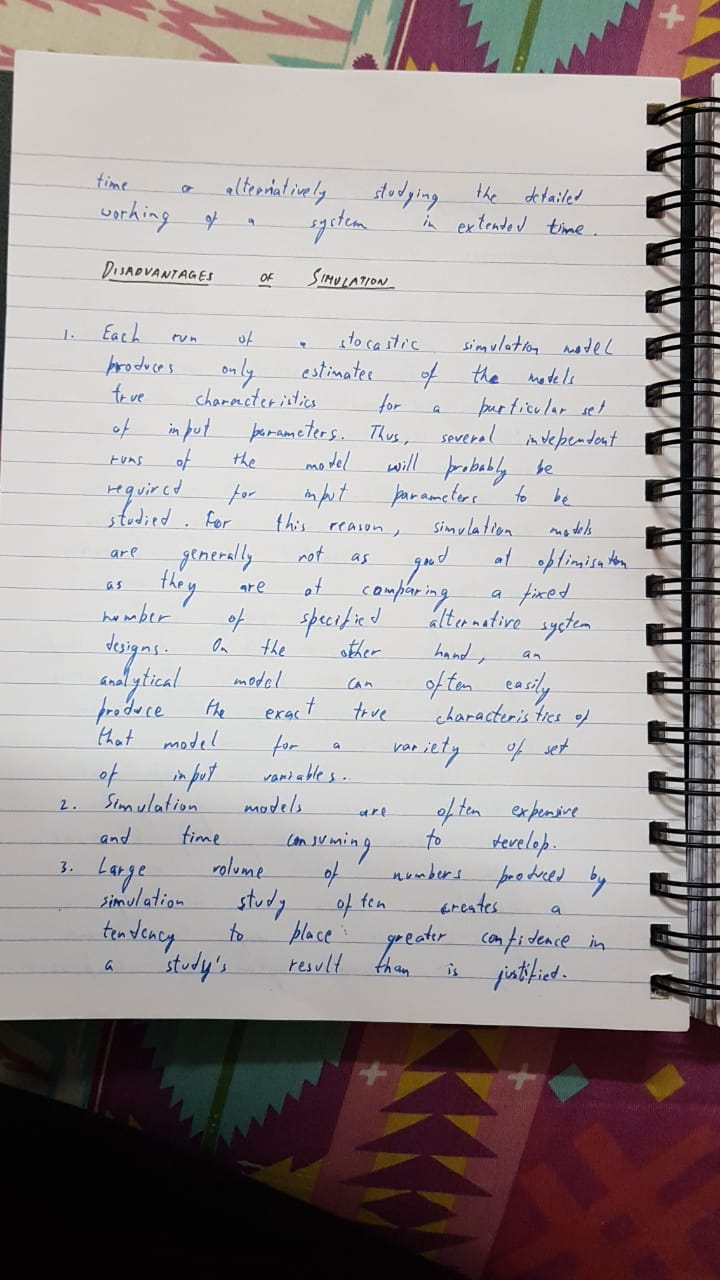 time or alternatively studying the detailed
working of a system in extended time.
DISADVANTAGES OF SIMULATION
1. Each run of a stocastic simulation model
produces only estimates of the models
true characteristics for a particular set
of input parameters. Thus, several independent
runs of the model will probably be
required for input parameters to be
studied. For this reason, simulation models
are generally not as good at optimisation
as they are at comparing a fixed
number of specified alternative system
designs. On the other hand, an
analytical model can often easily
produce the exact true characteristics of
that model for a variety of set
of input variables.
2. Simulation models are often expensive
and time consuming to develop.
3. Large volume of numbers produced by
simulation study often creates a
tendency to place greater confidence in
a study's result than is justified.